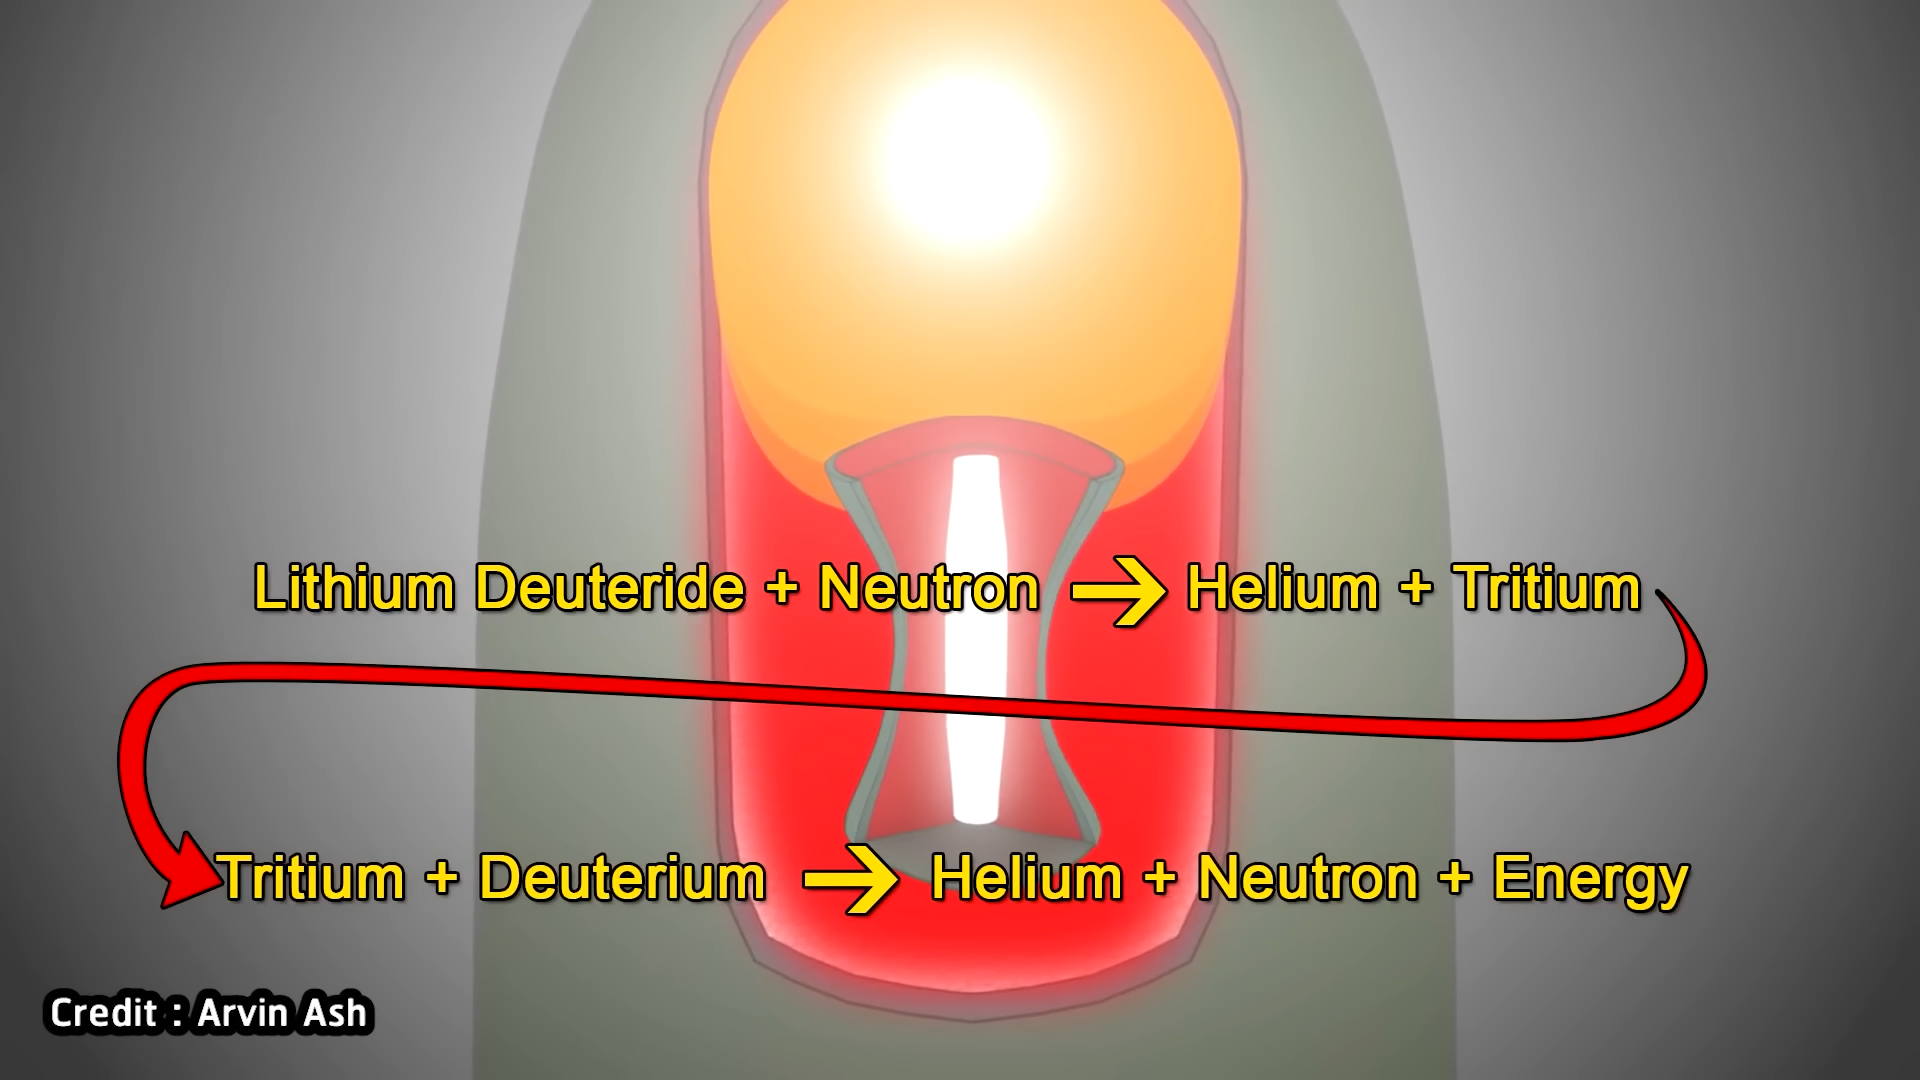 Lithium Deuteride + Neutron → Helium + Tritium
Tritium + Deuterium → Helium + Neutron + Energy
Credit : Arvin Ash